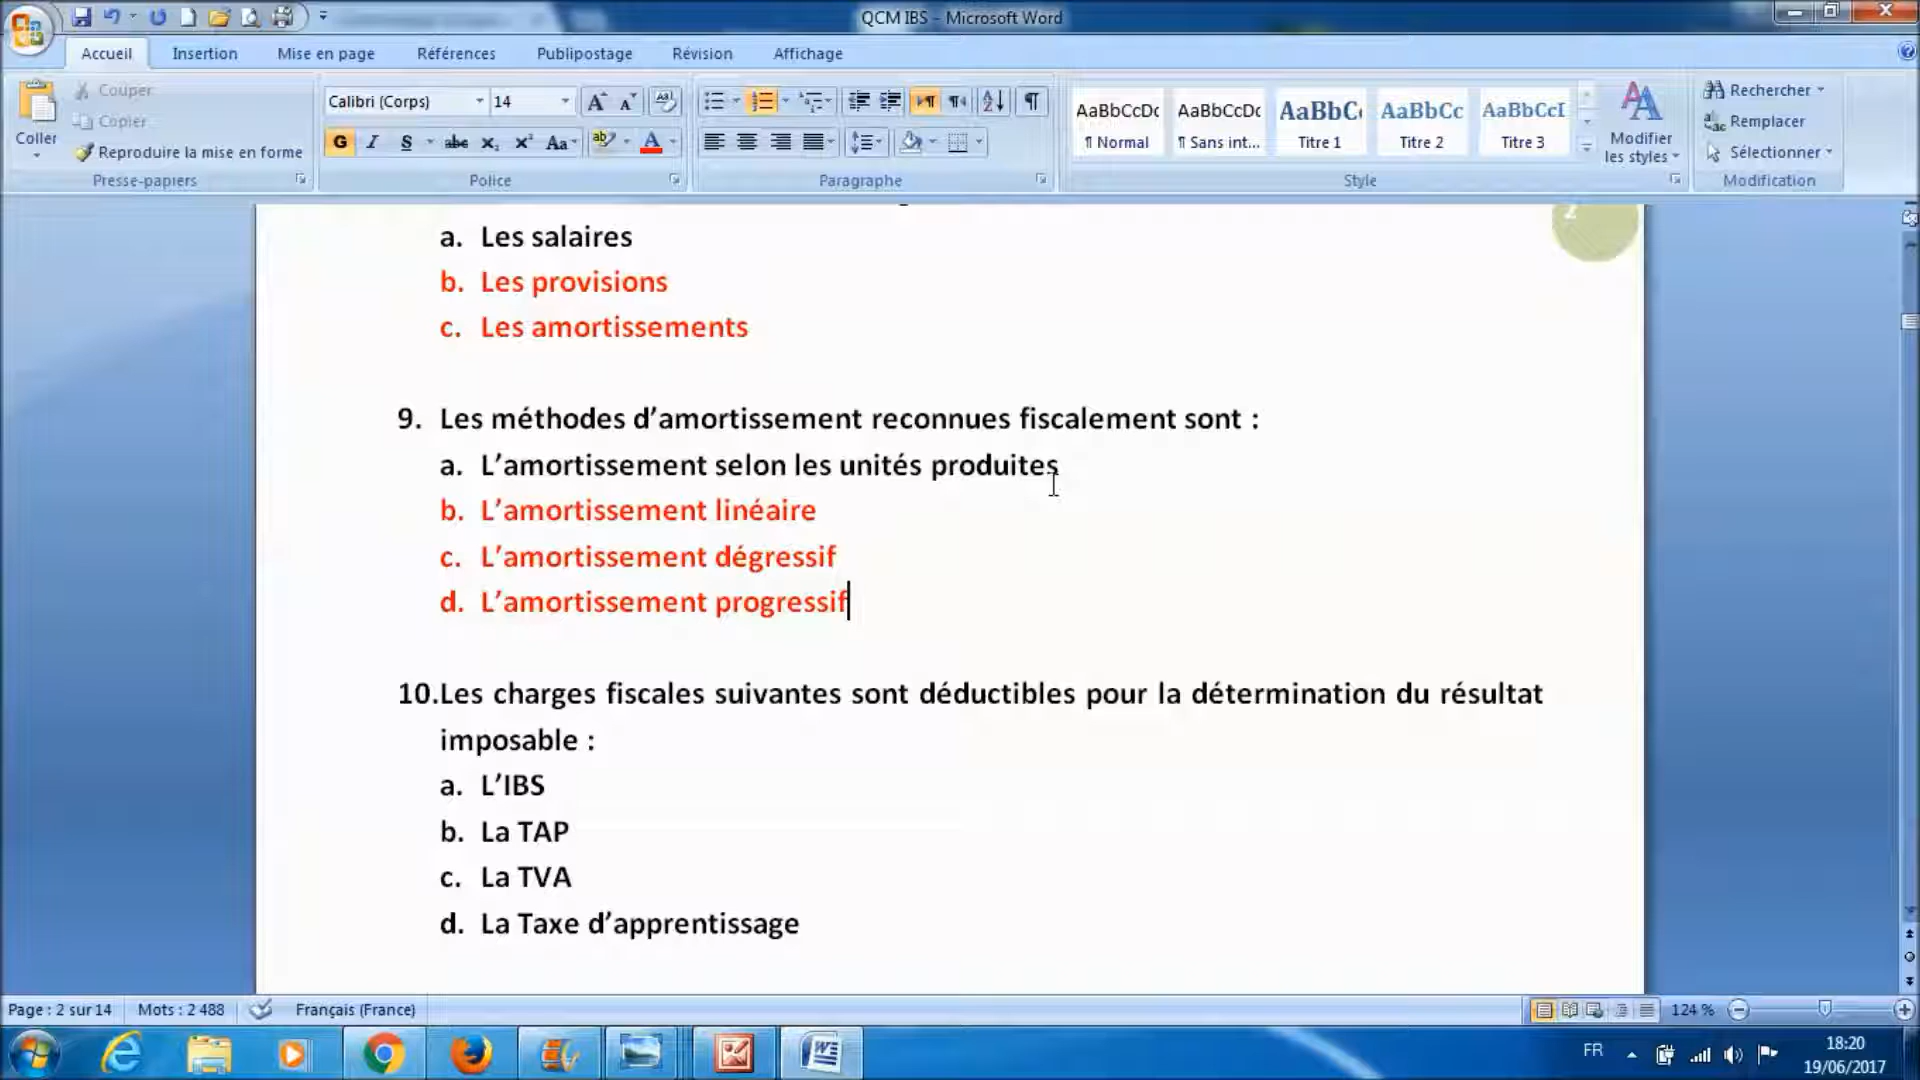 QCM IBS - Microsoft Word
Accueil Insertion Mise en page Références Publipostage Révision Affichage
Coller
Couper
Copier
Reproduire la mise en forme
Presse-papiers
Calibri (Corps) 14
G I S abc X₂ X² Aa
Police
Paragraphe
AaBbCcDc AaBbCcDc AaBbC AaBbCc AaBbCcI
¶ Normal ¶ Sans int... Titre 1 Titre 2 Titre 3
Modifier
les styles
Style
Rechercher
Remplacer
Sélectionner
Modification
a. Les salaires
b. Les provisions
c. Les amortissements
9. Les méthodes d’amortissement reconnues fiscalement sont :
a. L’amortissement selon les unités produites
b. L’amortissement linéaire
c. L’amortissement dégressif
d. L’amortissement progressif
10.Les charges fiscales suivantes sont déductibles pour la détermination du résultat
imposable :
a. L’IBS
b. La TAP
c. La TVA
d. La Taxe d’apprentissage
Page : 2 sur 14 Mots : 2 488 Français (France) 124 %
FR 18:20
19/06/2017